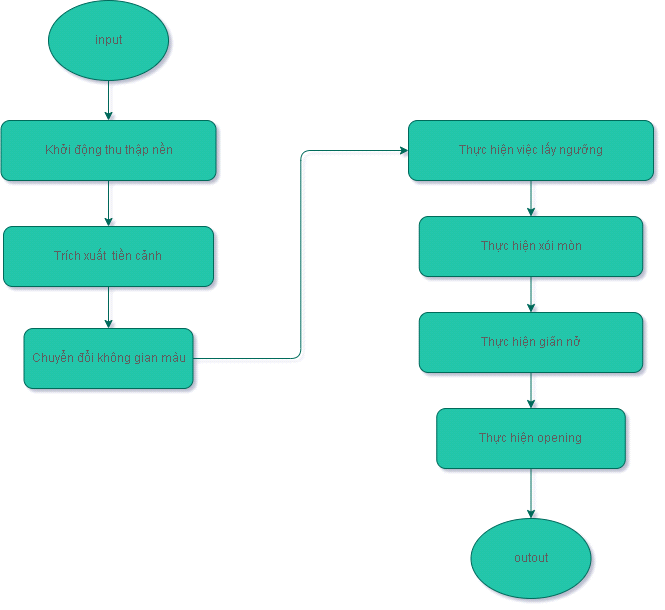 input
Khởi động thu thập nền
Trích xuất tiền cảnh
Chuyển đổi không gian màu
Thực hiện việc lấy ngưỡng
Thực hiện xói mòn
Thực hiện giãn nở
Thực hiện opening
outout